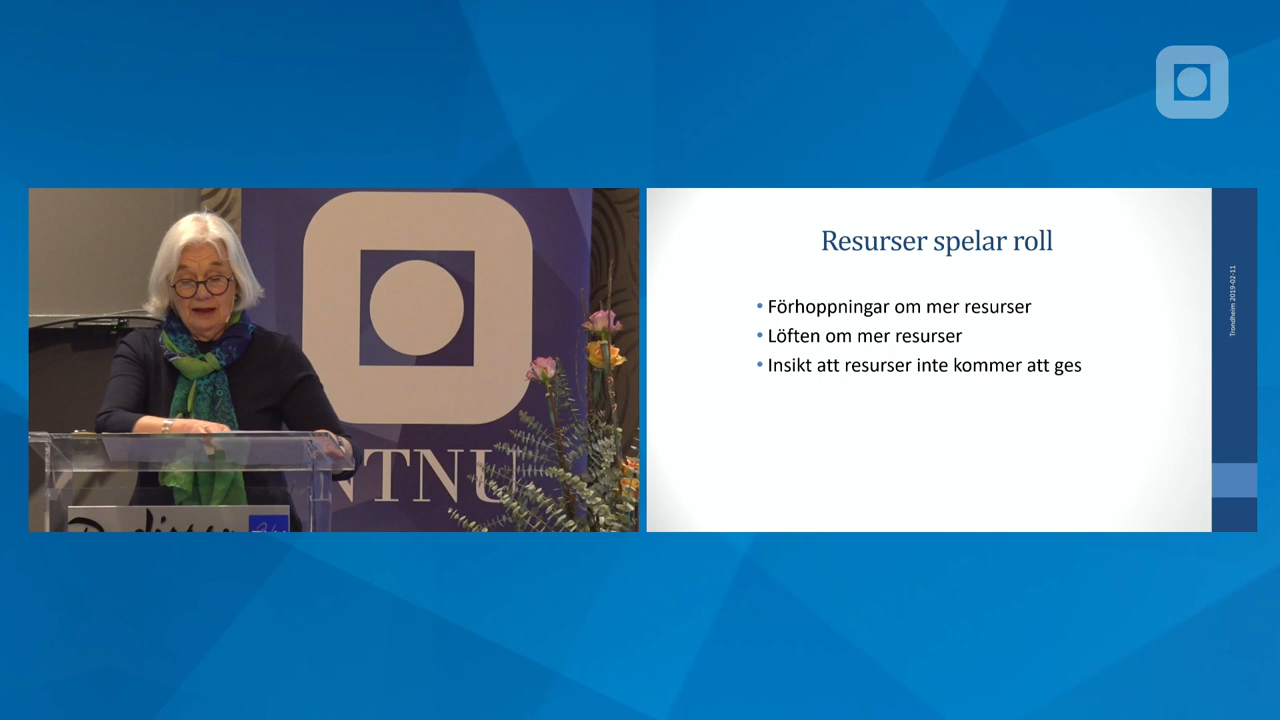 NTNU
Radisson
Resurser spelar roll
• Förhoppningar om mer resurser
• Löften om mer resurser
• Insikt att resurser inte kommer att ges
Trondheim 2019-02-11